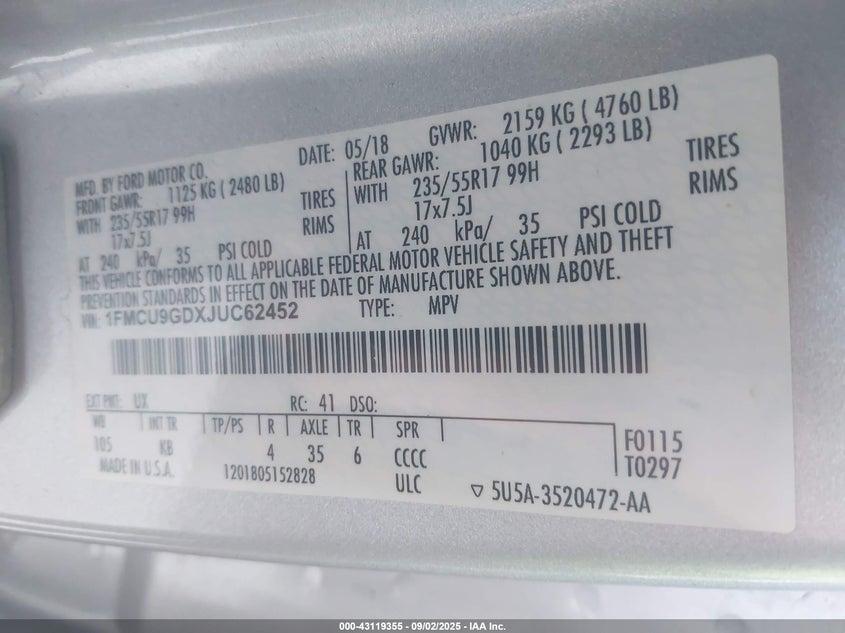 MFD. BY FORD MOTOR CO. DATE: 05/18 GVWR: 2159 KG ( 4760 LB)
FRONT GAWR: 1125 KG ( 2480 LB) REAR GAWR: 1040 KG ( 2293 LB)
WITH 235/55R17 99H TIRES WITH 235/55R17 99H TIRES
17x7.5J RIMS 17x7.5J RIMS
AT 240 kPa/ 35 PSI COLD AT 240 kPa/ 35 PSI COLD
THIS VEHICLE CONFORMS TO ALL APPLICABLE FEDERAL MOTOR VEHICLE SAFETY AND THEFT
PREVENTION STANDARDS IN EFFECT ON THE DATE OF MANUFACTURE SHOWN ABOVE.
VIN: 1FMCU9GDXJUC62452 TYPE: MPV
EXT PNT: UX RC: 41 DSO:
WB INT TR TP/PS R AXLE TR SPR
105 KB 4 35 6 CCCC
F0115
T0297
MADE IN U.S.A. 1201805152828 ULC ▽ 5U5A-3520472-AA
000-43119355 - 09/02/2025 - IAA Inc.